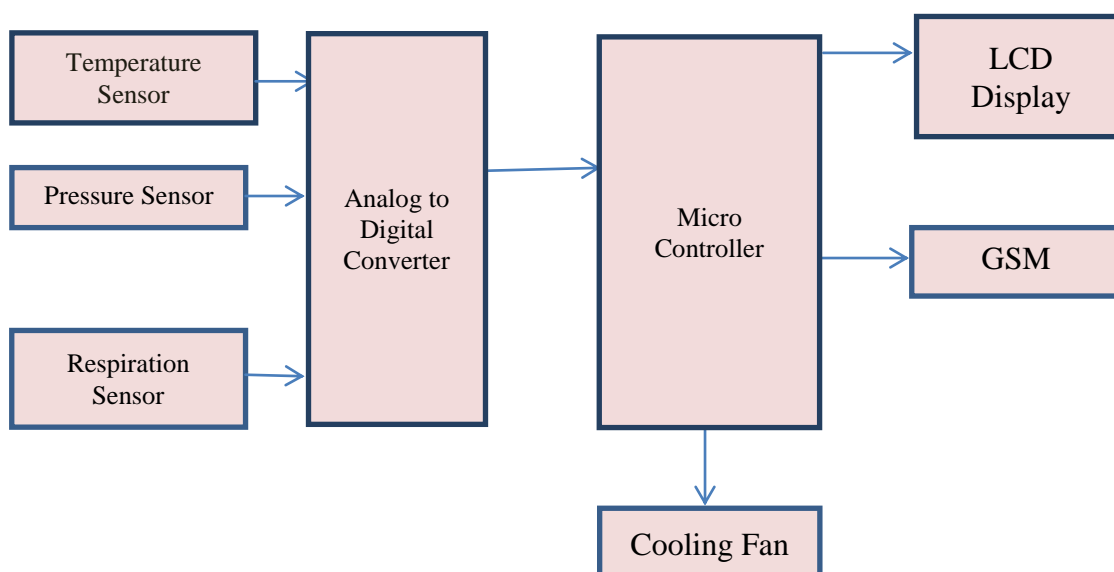 Temperature
Sensor
Pressure Sensor
Respiration
Sensor
Analog to
Digital
Converter
Micro
Controller
LCD
Display
GSM
Cooling Fan